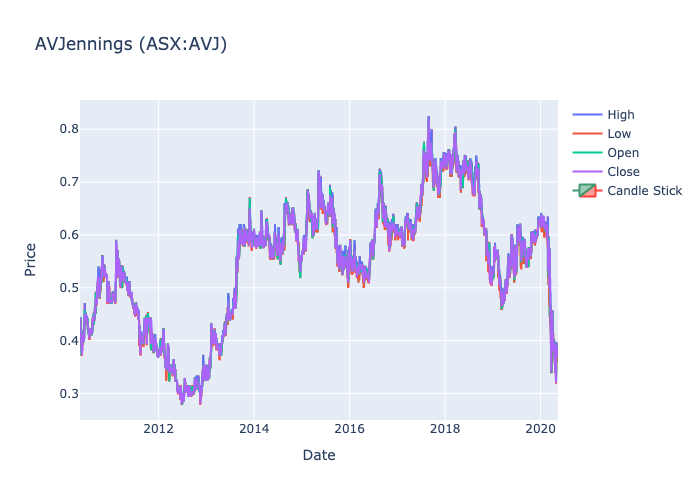 AVJennings (ASX:AVJ)
High
Low
Open
Close
Candle Stick
0.8
0.7
0.6
0.5
0.4
0.3
Price
2012 2014 2016 2018 2020
Date